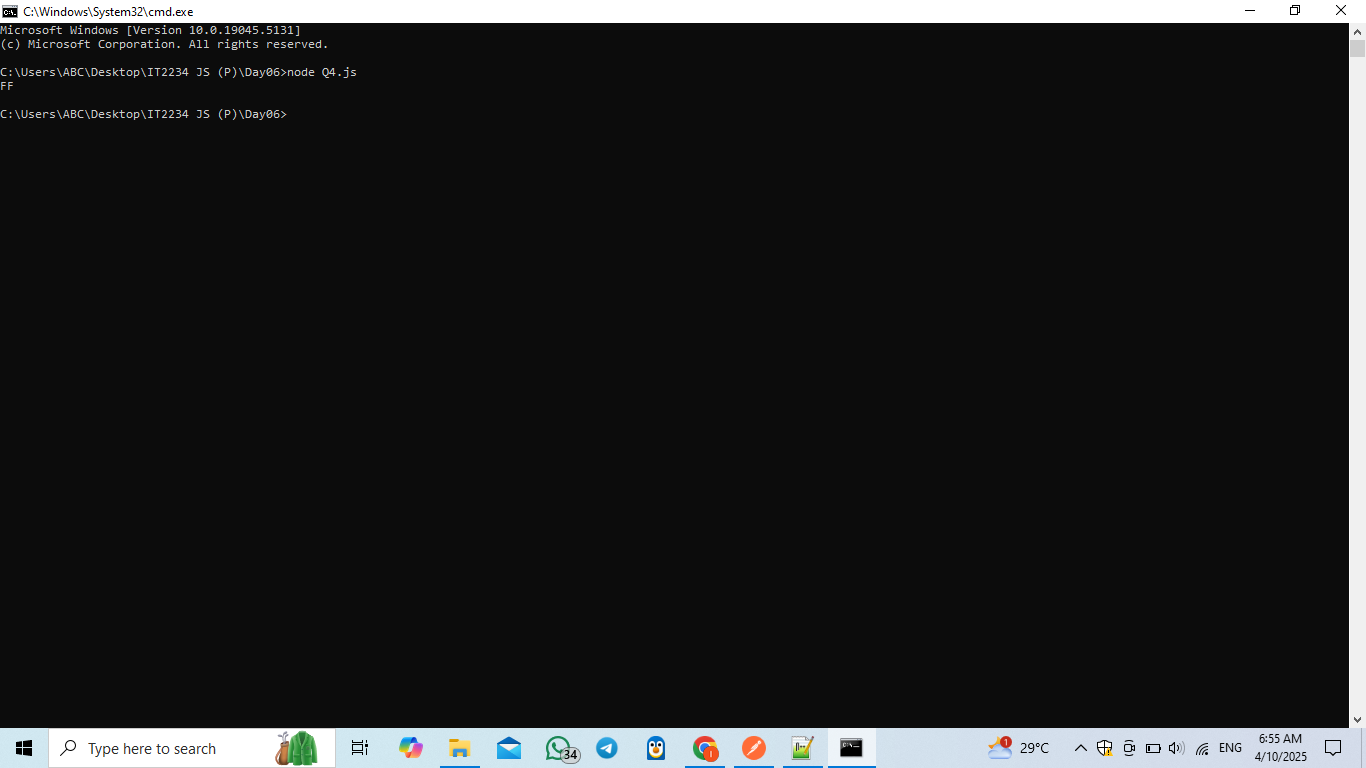 C:\Windows\System32\cmd.exe
Microsoft Windows [Version 10.0.19045.5131]
(c) Microsoft Corporation. All rights reserved.
C:\Users\ABC\Desktop\IT2234 JS (P)\Day06>node Q4.js
FF
C:\Users\ABC\Desktop\IT2234 JS (P)\Day06>
Type here to search
34
1
29°C
ENG
6:55 AM
4/10/2025